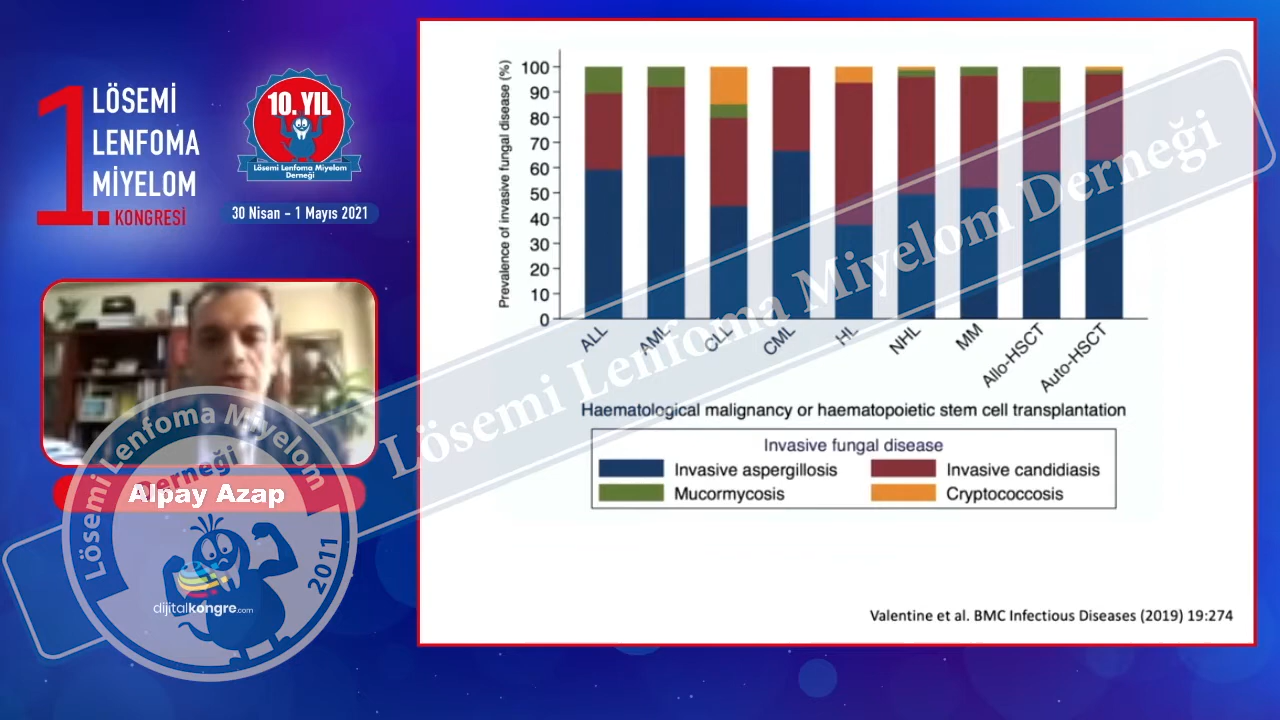 1.
LÖSEMİ
LENFOMA
MİYELOM
KONGRESİ
10. YIL
Lösemi Lenfoma Miyelom
Derneği
30 Nisan - 1 Mayıs 2021
Alpay Azap
Lösemi Lenfoma Miyelom
Derneği
2011
dijitalkongre.com
Lösemi Lenfoma Miyelom Derneği
Prevalence of invasive fungal disease (%)
100
90
80
70
60
50
40
30
20
10
0
ALL
AML
CLL
CML
HL
NHL
MM
Allo-HSCT
Auto-HSCT
Haematological malignancy or haematopoietic stem cell transplantation
Invasive fungal disease
Invasive aspergillosis
Invasive candidiasis
Mucormycosis
Cryptococcosis
Valentine et al. BMC Infectious Diseases (2019) 19:274